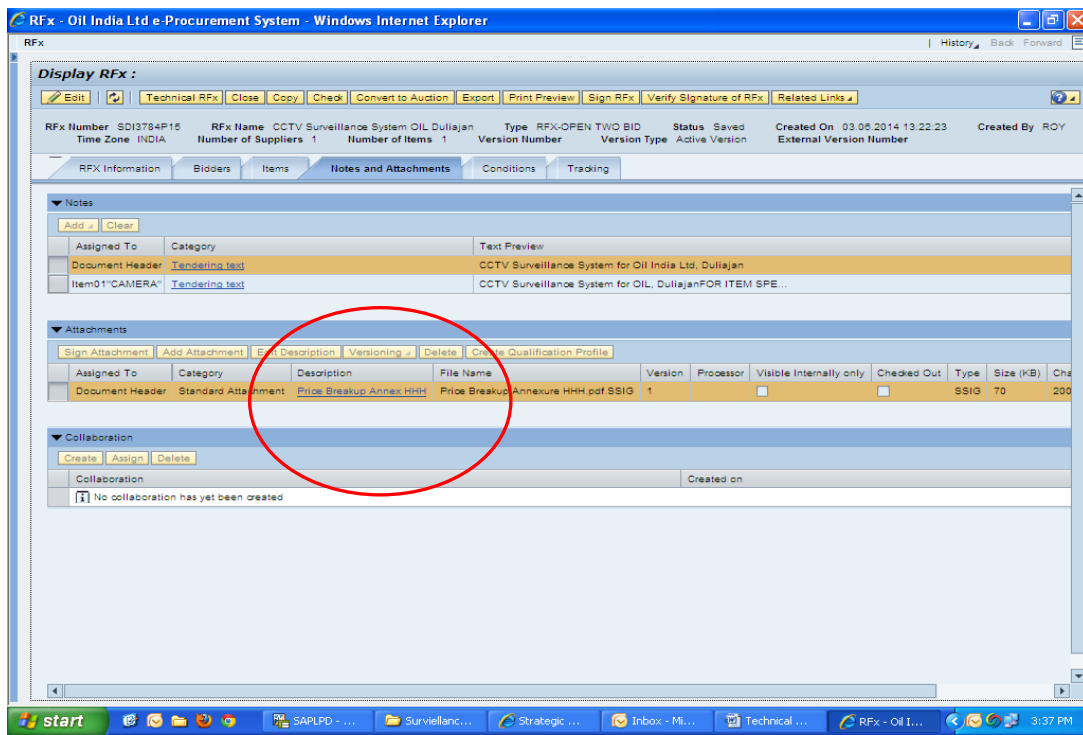 RFx - Oil India Ltd e-Procurement System - Windows Internet Explorer
RFx | History Back Forward
Display RFx :
Edit | Technical RFx Close Copy Check Convert to Auction Export Print Preview Sign RFx Verify Signature of RFx Related Links
RFx Number SDI3784P15 RFx Name CCTV Surveillance System OIL Duliajan Type RFX-OPEN TWO BID Status Saved Created On 03.06.2014 13:22:23 Created By ROY
Time Zone INDIA Number of Suppliers 1 Number of Items 1 Version Number Version Type Active Version External Version Number
RFX Information Bidders Items Notes and Attachments Conditions Tracking
Notes
Add Clear
Assigned To Category Text Preview
Document Header Tendering text CCTV Surveillance System for Oil India Ltd, Duliajan
Item01"CAMERA" Tendering text CCTV Surveillance System for OIL, DuliajanFOR ITEM SPE...
Attachments
Sign Attachment Add Attachment Edit Description Versioning Delete Create Qualification Profile
Assigned To Category Description File Name Version Processor Visible Internally only Checked Out Type Size (KB) Cha
Document Header Standard Attachment Price Breakup Annex HHH Price Breakup Annexure HHH.pdf.SSIG 1 SSIG 70 200
Collaboration
Create Assign Delete
Collaboration Created on
No collaboration has yet been created
start SAPLPD - ... Surviellanc... Strategic ... Inbox - Mi... Technical ... RFx - Oil I... 3:37 PM